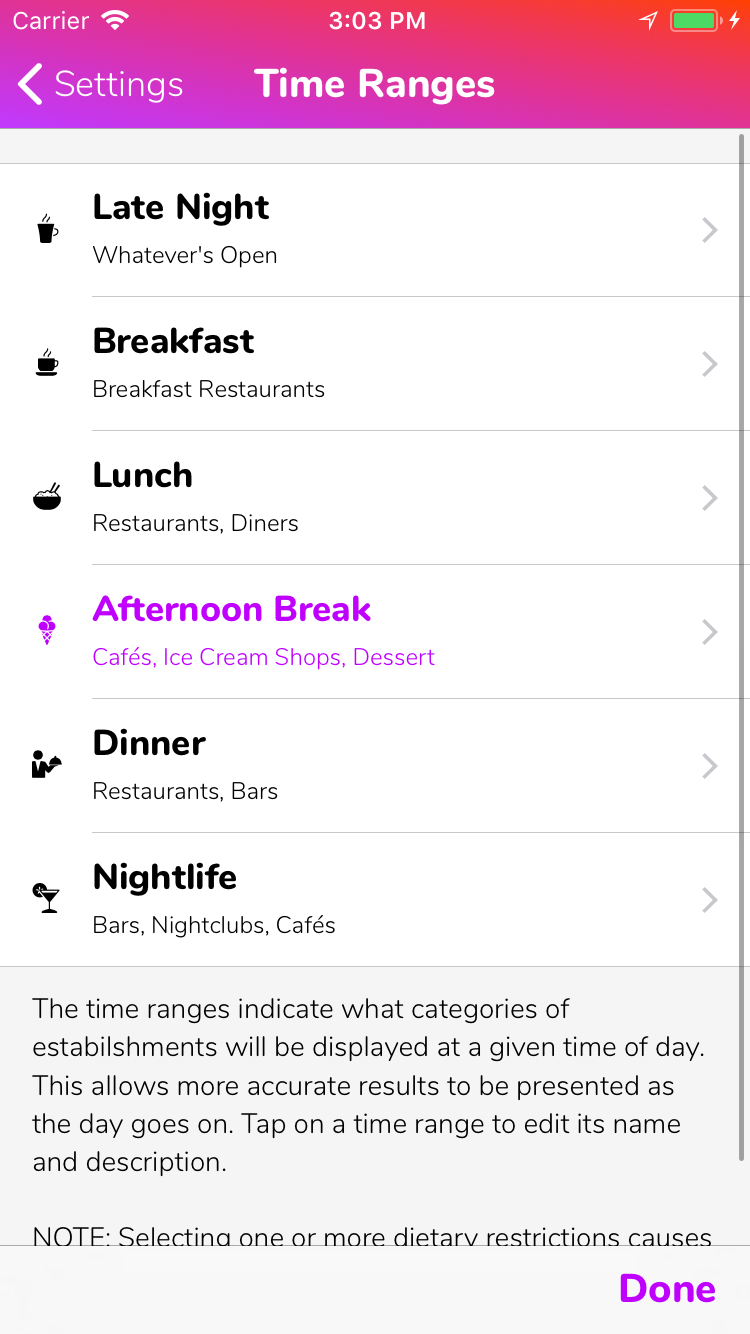 Carrier 3:03 PM
Settings Time Ranges
Late Night
Whatever's Open
Breakfast
Breakfast Restaurants
Lunch
Restaurants, Diners
Afternoon Break
Cafés, Ice Cream Shops, Dessert
Dinner
Restaurants, Bars
Nightlife
Bars, Nightclubs, Cafés
The time ranges indicate what categories of
estabilshments will be displayed at a given time of day.
This allows more accurate results to be presented as
the day goes on. Tap on a time range to edit its name
and description.
NOTE: Selecting one or more dietary restrictions causes
Done